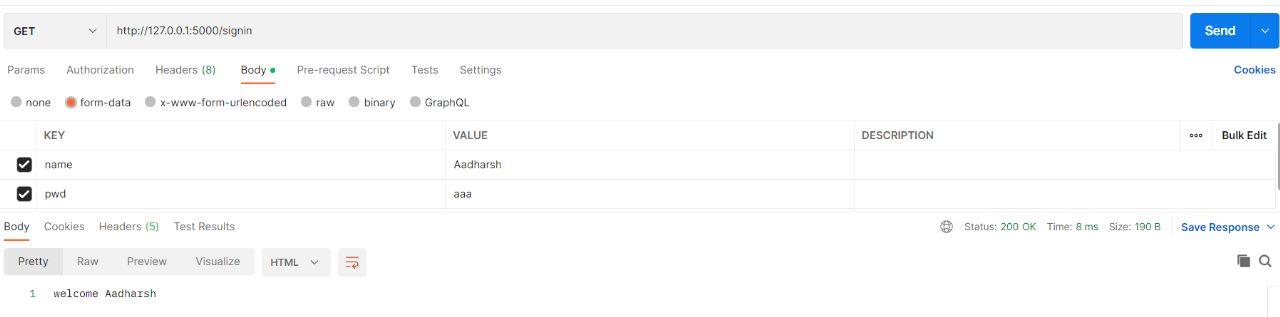 GET http://127.0.0.1:5000/signin Send
Params Authorization Headers (8) Body Pre-request Script Tests Settings Cookies
none form-data x-www-form-urlencoded raw binary GraphQL
KEY VALUE DESCRIPTION ooo Bulk Edit
name Aadharsh
pwd aaa
Body Cookies Headers (5) Test Results Status: 200 OK Time: 8 ms Size: 190 B Save Response
Pretty Raw Preview Visualize HTML
1 welcome Aadharsh